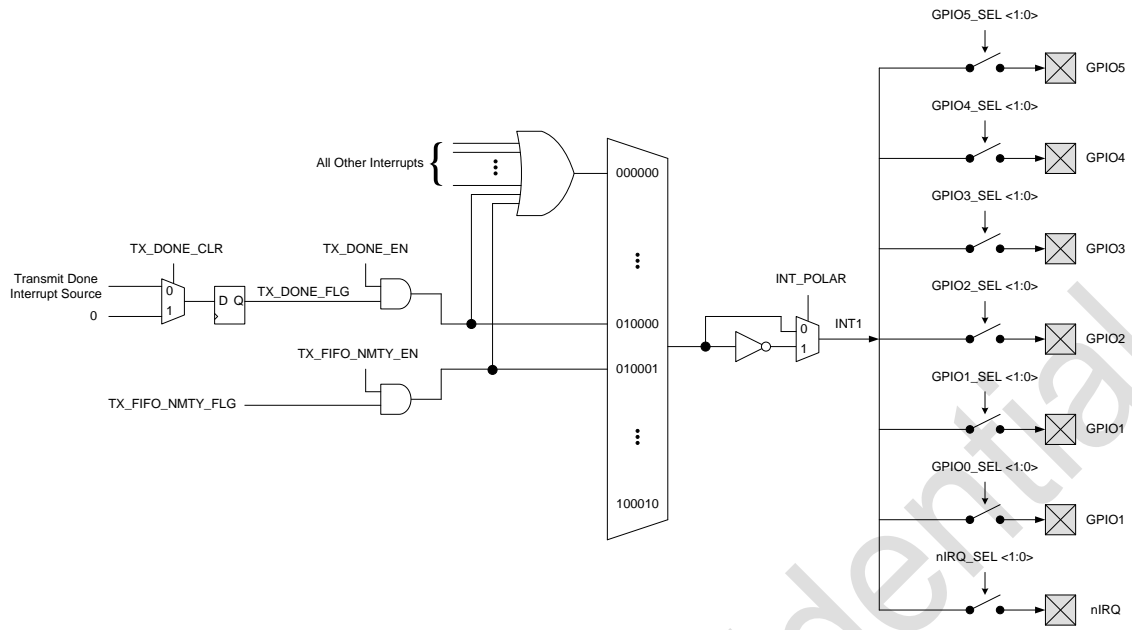 GPIO5_SEL <1:0>
GPIO5
GPIO4_SEL <1:0>
All Other Interrupts
000000
GPIO4
GPIO3_SEL <1:0>
TX_DONE_CLR
TX_DONE_EN
GPIO3
Transmit Done
Interrupt Source
0
0
1
D Q
TX_DONE_FLG
INT_POLAR
GPIO2_SEL <1:0>
010000
0
1
INT1
GPIO2
TX_FIFO_NMTY_EN
010001
GPIO1_SEL <1:0>
TX_FIFO_NMTY_FLG
GPIO1
GPIO0_SEL <1:0>
100010
GPIO1
nIRQ_SEL <1:0>
nIRQ
dential